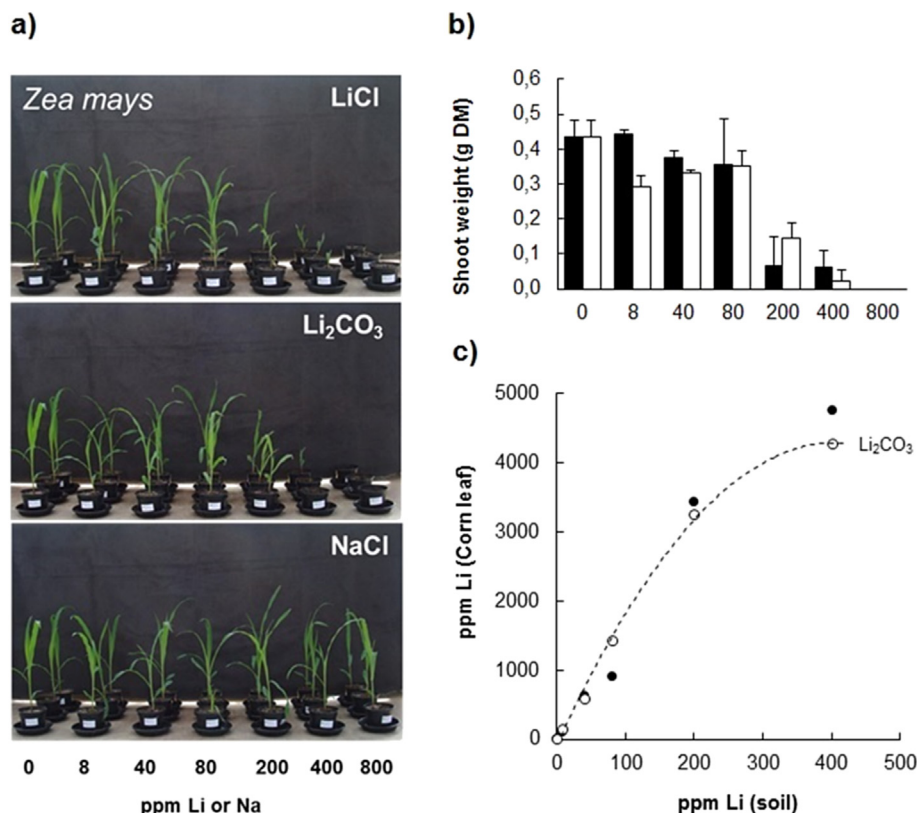 a)
Zea mays
LiCl
Li₂CO₃
NaCl
0 8 40 80 200 400 800
ppm Li or Na
b)
Shoot weight (g DM)
0,6
0,5
0,4
0,3
0,2
0,1
0,0
0 8 40 80 200 400 800
c)
ppm Li (Corn leaf)
5000
4000
3000
2000
1000
0
Li₂CO₃
0 100 200 300 400 500
ppm Li (soil)